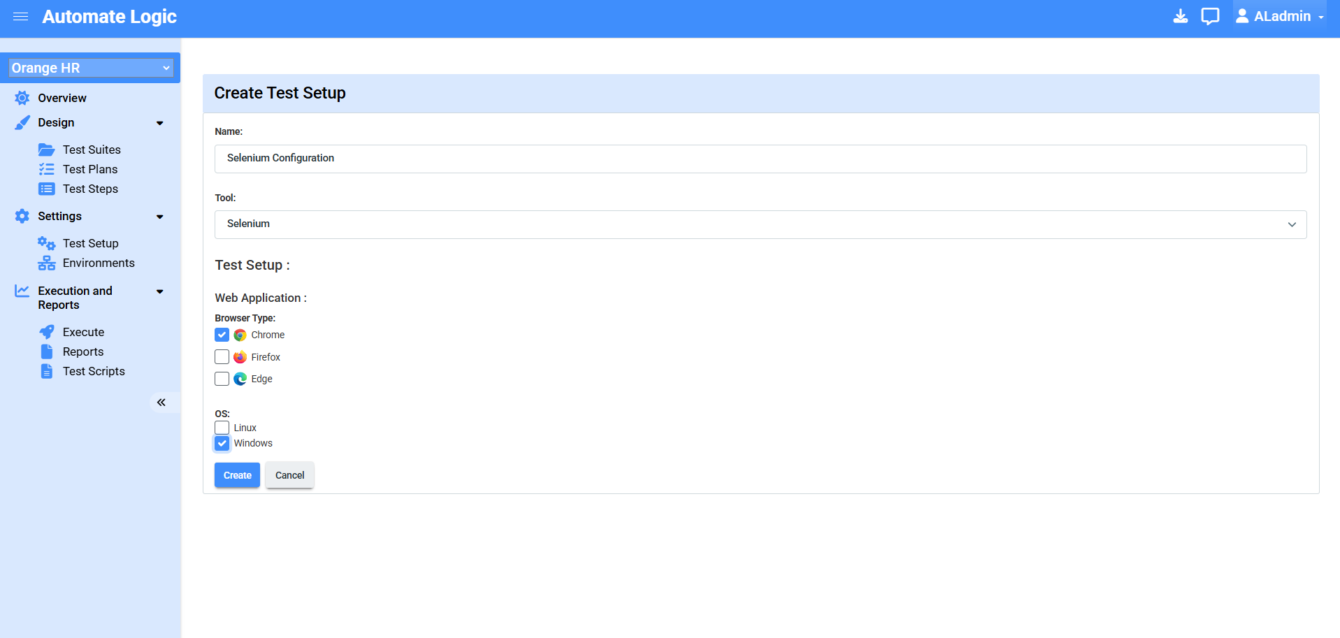 Automate Logic
ALadmin
Orange HR
Overview
Design
Test Suites
Test Plans
Test Steps
Settings
Test Setup
Environments
Execution and
Reports
Execute
Reports
Test Scripts
Create Test Setup
Name:
Selenium Configuration
Tool:
Selenium
Test Setup :
Web Application :
Browser Type:
Chrome
Firefox
Edge
OS:
Linux
Windows
Create Cancel